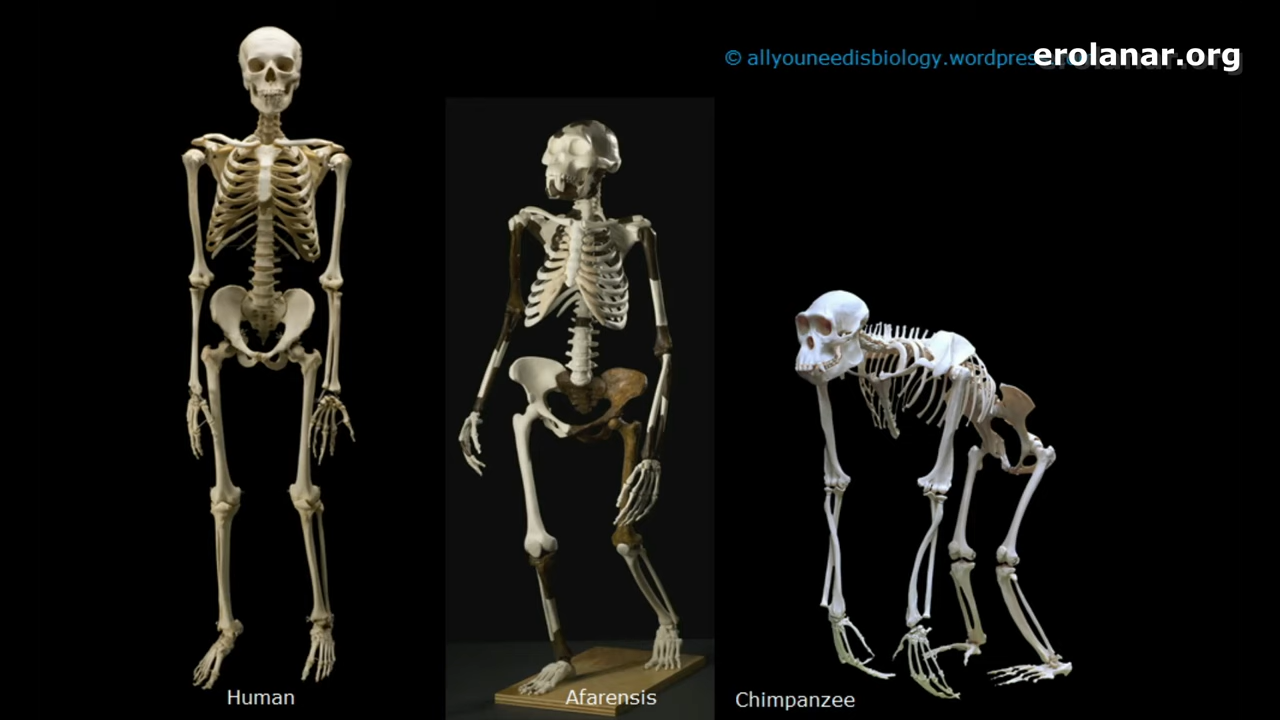 © allyouneedisbiology.wordpres
erolanar.org
Human
Afarensis
Chimpanzee